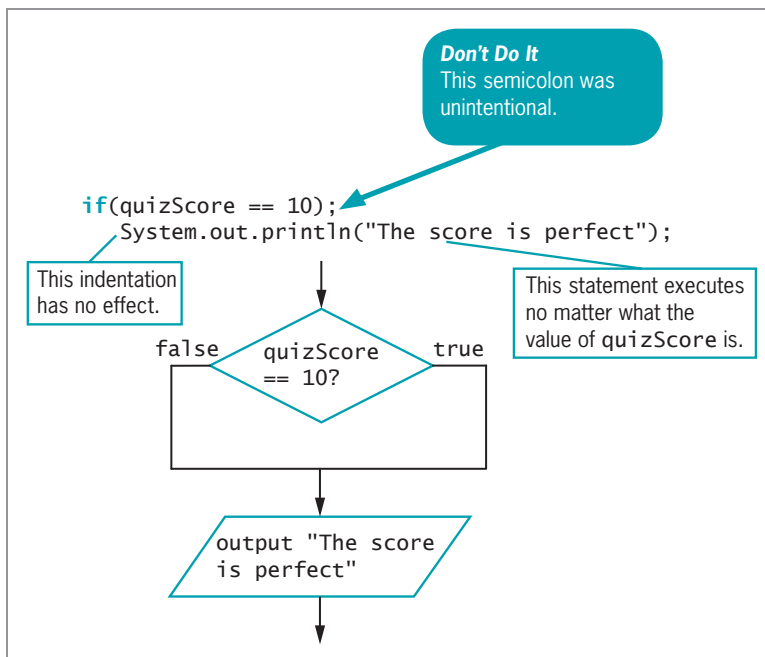 Don't Do It
This semicolon was
unintentional.
if(quizScore == 10);
System.out.println("The score is perfect");
This indentation
has no effect.
This statement executes
no matter what the
value of quizScore is.
false
quizScore
== 10?
true
output "The score
is perfect"